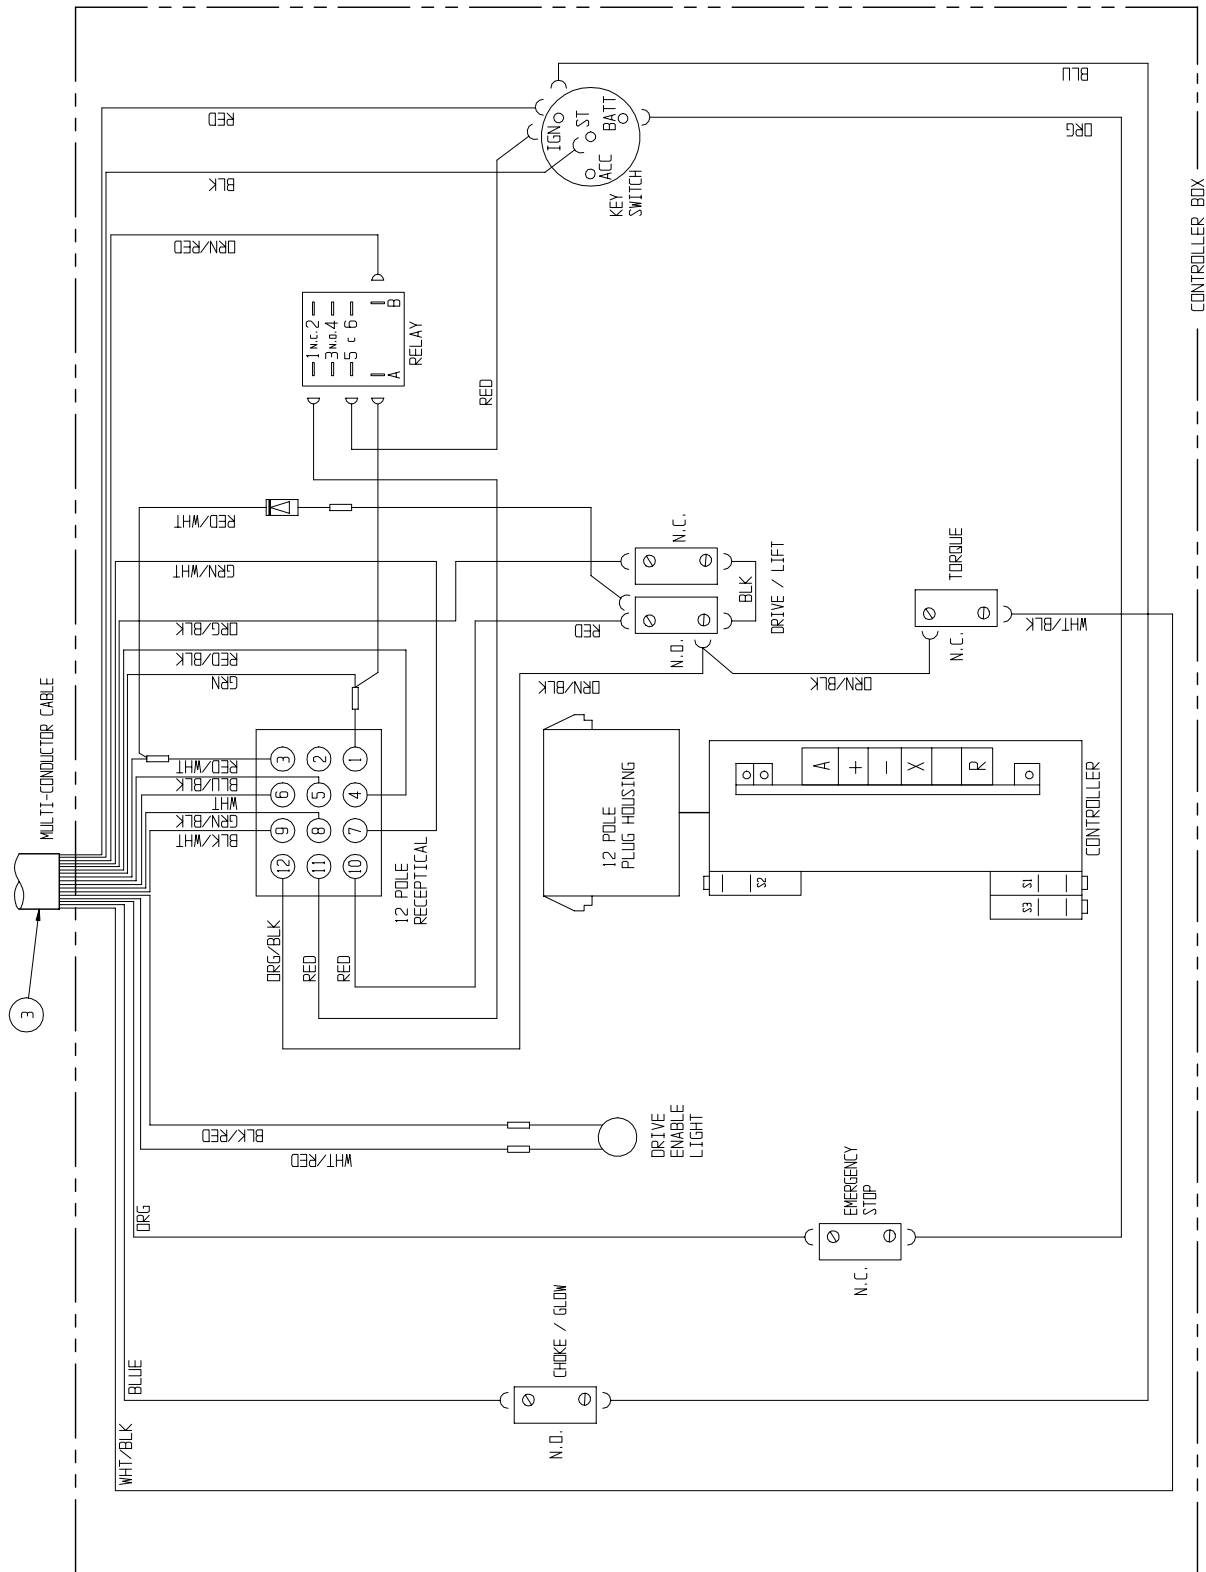 BLU
RED
ORG
IGN
ST
BATT
ACC
KEY
SWITCH
BLK
CONTROLLER BOX
ORN/RED
1 N.C. 2
3 N.O. 4
5 C 6
A
B
RELAY
RED
RED/WHT
GRN/WHT
N.C.
DRIVE / LIFT
BLK
TORQUE
ORG/BLK
RED
N.O.
N.C.
WHT/BLK
RED/BLK
GRN
ORN/BLK
ORN/BLK
MULTI-CONDUCTOR CABLE
RED/WHT
BLU/BLK
WHT
GRN/BLK
BLK/WHT
3
2
1
6
5
4
9
8
7
12
11
10
12 POLE
RECEPTICAL
12 POLE
PLUG HOUSING
A
+
-
X
R
CONTROLLER
S2
S1
S3
3
ORG/BLK
RED
RED
BLK/RED
WHT/RED
DRIVE
ENABLE
LIGHT
ORG
EMERGENCY
STOP
N.C.
BLUE
CHOKE / GLOW
N.O.
WHT/BLK